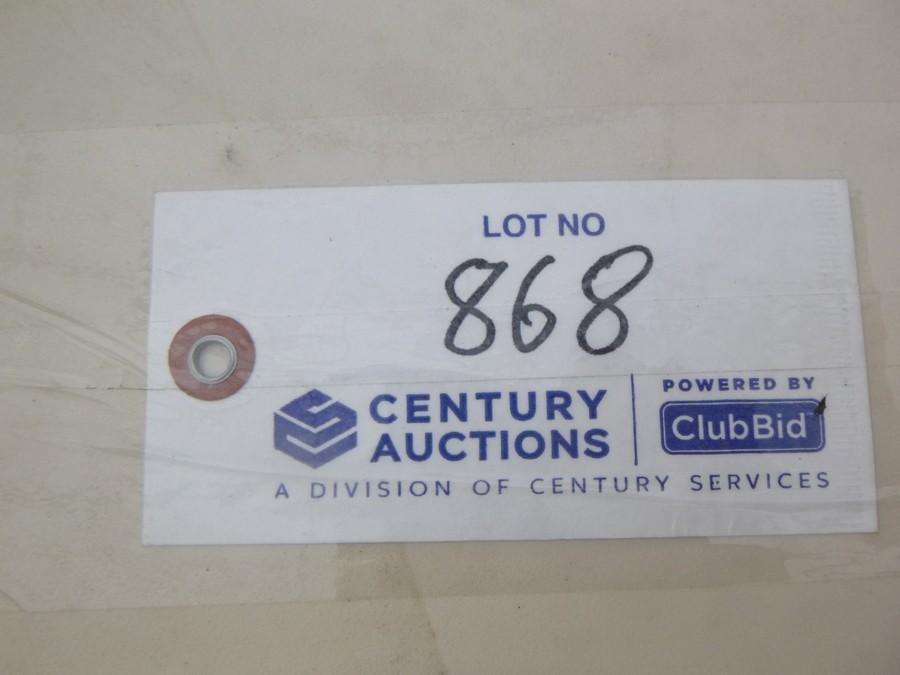 LOT NO
868
CENTURY
AUCTIONS
POWERED BY
ClubBid
A DIVISION OF CENTURY SERVICES